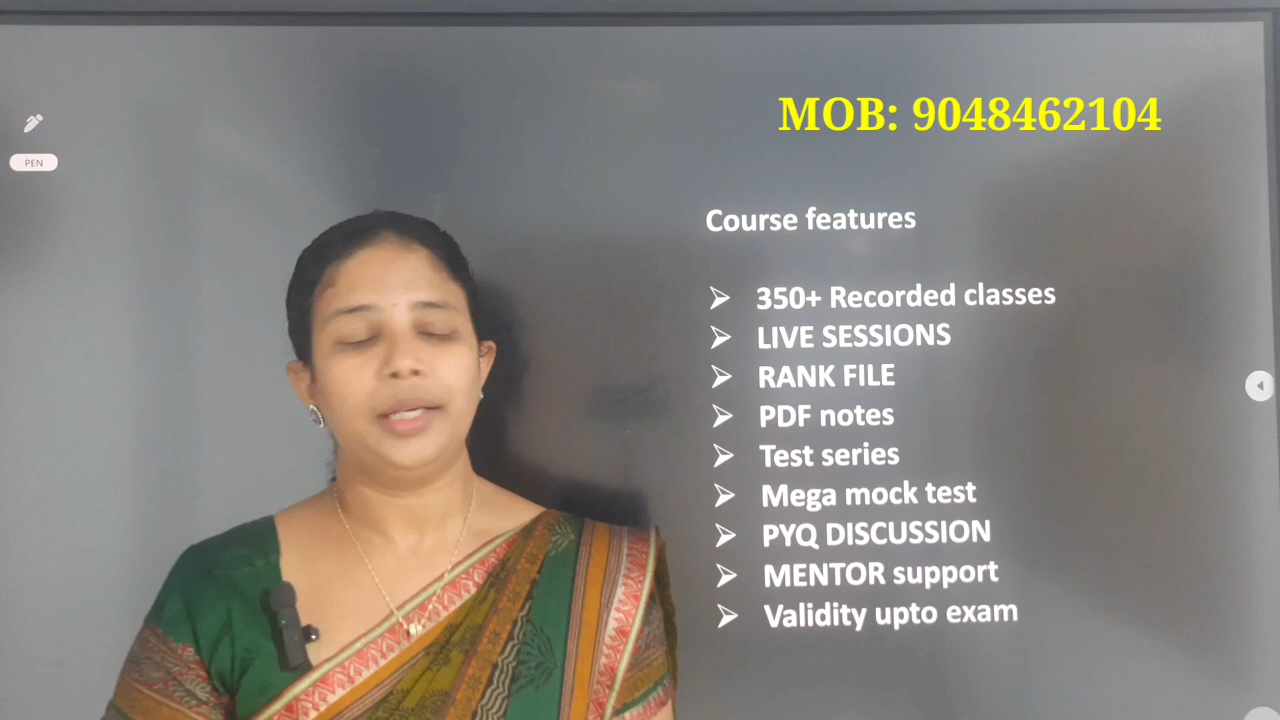 MOB: 9048462104
PEN
Course features
➢ 350+ Recorded classes
➢ LIVE SESSIONS
➢ RANK FILE
➢ PDF notes
➢ Test series
➢ Mega mock test
➢ PYQ DISCUSSION
➢ MENTOR support
➢ Validity upto exam